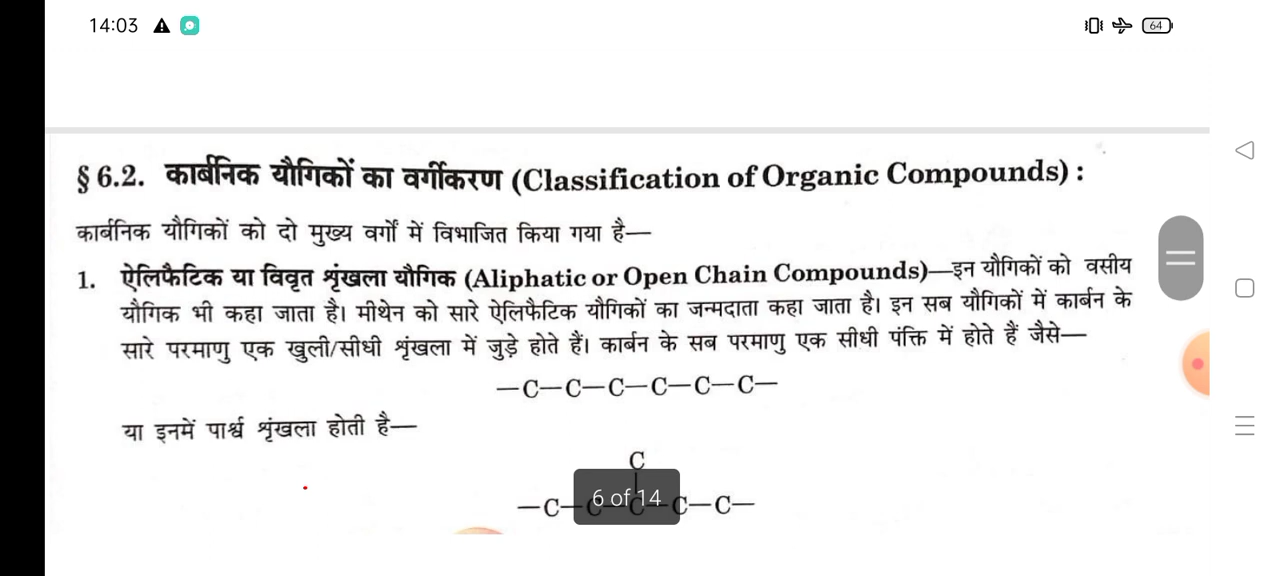 14:03
64
§ 6.2. कार्बनिक यौगिकों का वर्गीकरण (Classification of Organic Compounds) :
कार्बनिक यौगिकों को दो मुख्य वर्गों में विभाजित किया गया है—
1. ऐलिफैटिक या विवृत शृंखला यौगिक (Aliphatic or Open Chain Compounds)—इन यौगिकों को वसीय
यौगिक भी कहा जाता है। मीथेन को सारे ऐलिफैटिक यौगिकों का जन्मदाता कहा जाता है। इन सब यौगिकों में कार्बन के
सारे परमाणु एक खुली/सीधी शृंखला में जुड़े होते हैं। कार्बन के सब परमाणु एक सीधी पंक्ति में होते हैं जैसे—
—C—C—C—C—C—C—
या इनमें पार्श्व शृंखला होती है—
C
—C—C—C—C—C—
6 of 14